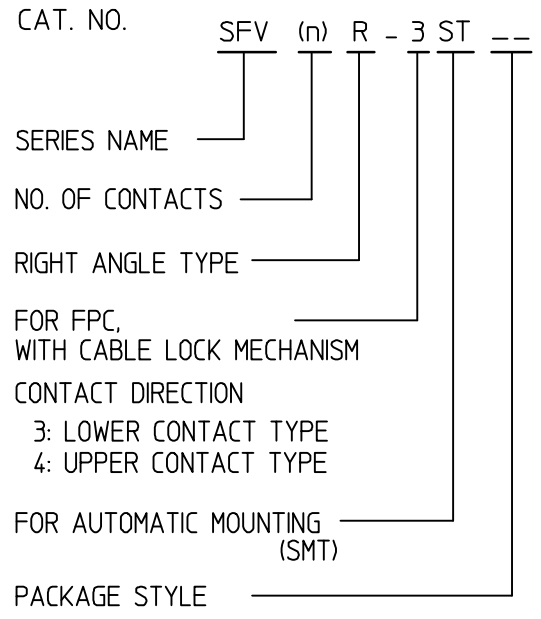 CAT. NO.
SFV (n) R - 3 ST __
SERIES NAME
NO. OF CONTACTS
RIGHT ANGLE TYPE
FOR FPC,
WITH CABLE LOCK MECHANISM
CONTACT DIRECTION
3: LOWER CONTACT TYPE
4: UPPER CONTACT TYPE
FOR AUTOMATIC MOUNTING
(SMT)
PACKAGE STYLE